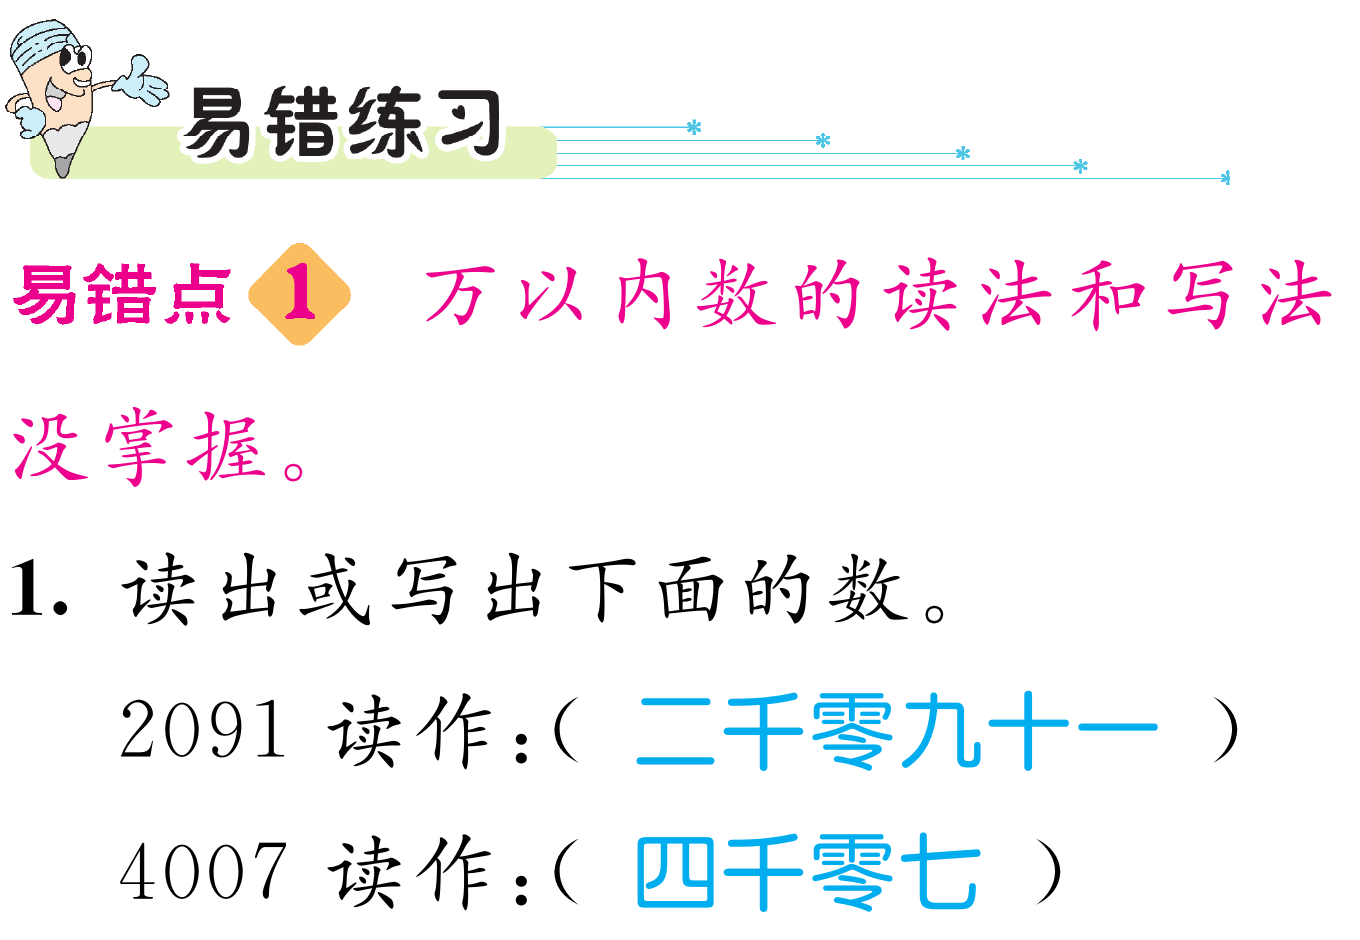 易错练习
易错点1 万以内数的读法和写法
没掌握。
1. 读出或写出下面的数。
2091 读作:( 二千零九十一 )
4007 读作:( 四千零七 )